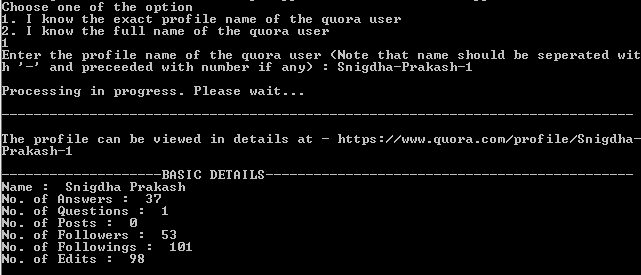 Choose one of the option
1. I know the exact profile name of the quora user
2. I know the full name of the quora user
1
Enter the profile name of the quora user (Note that name should be seperated wit
h '-' and preceeded with number if any) : Snigdha-Prakash-1
Processing in progress. Please wait...
--------------------------------------------------------------------------------
The profile can be viewed in details at - https://www.quora.com/profile/Snigdha-
Prakash-1
--------------------BASIC DETAILS-----------------------------------------------
Name :  Snigdha Prakash
No. of Answers :  37
No. of Questions :  1
No. of Posts :  0
No. of Followers :  53
No. of Followings :  101
No. of Edits :  98